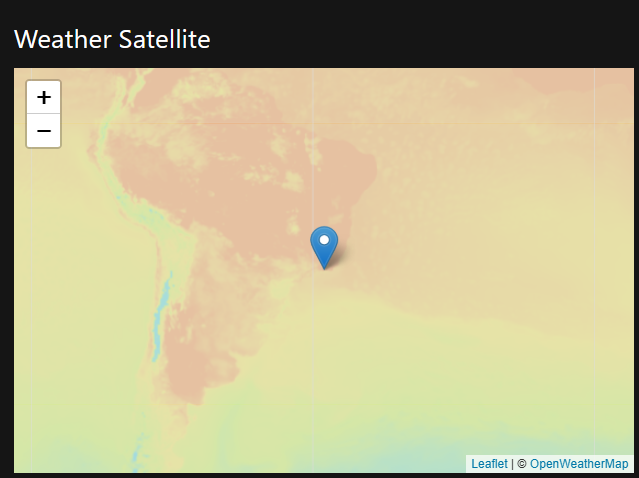 Weather Satellite
+
−
Leaflet | © OpenWeatherMap